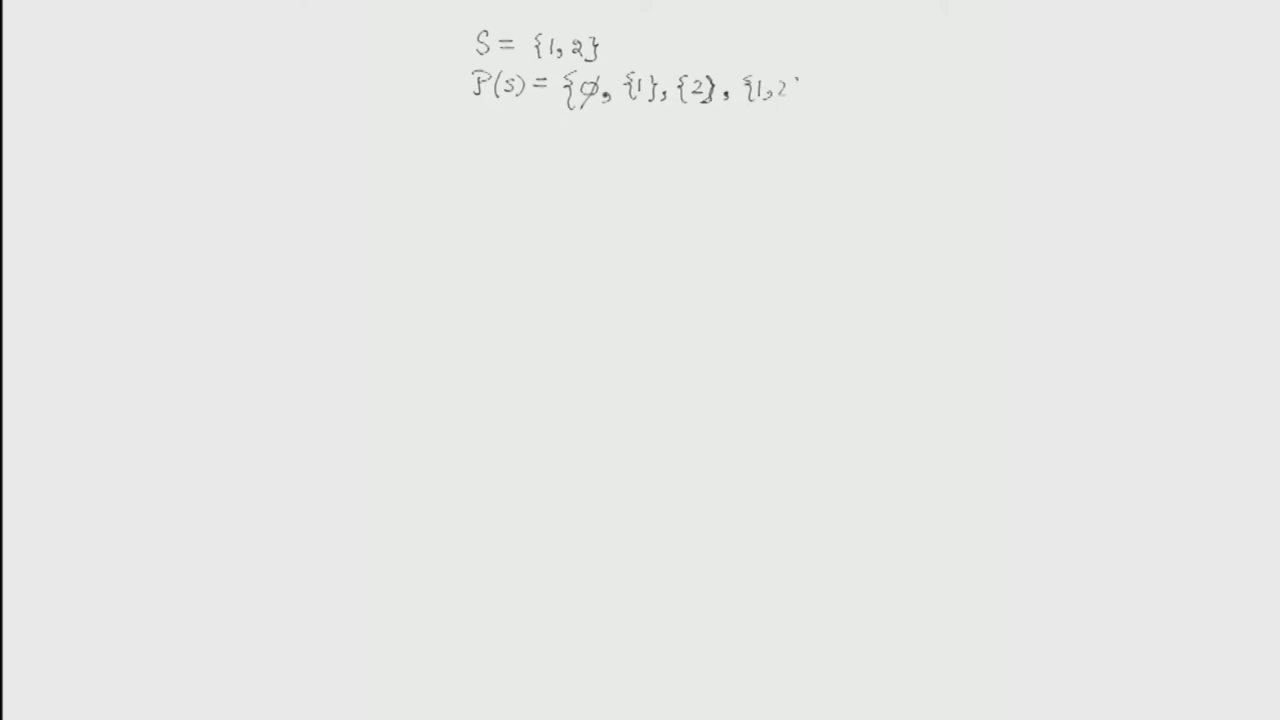 S = {1, 2}
P(s) = {φ, {1}, {2}, {1, 2